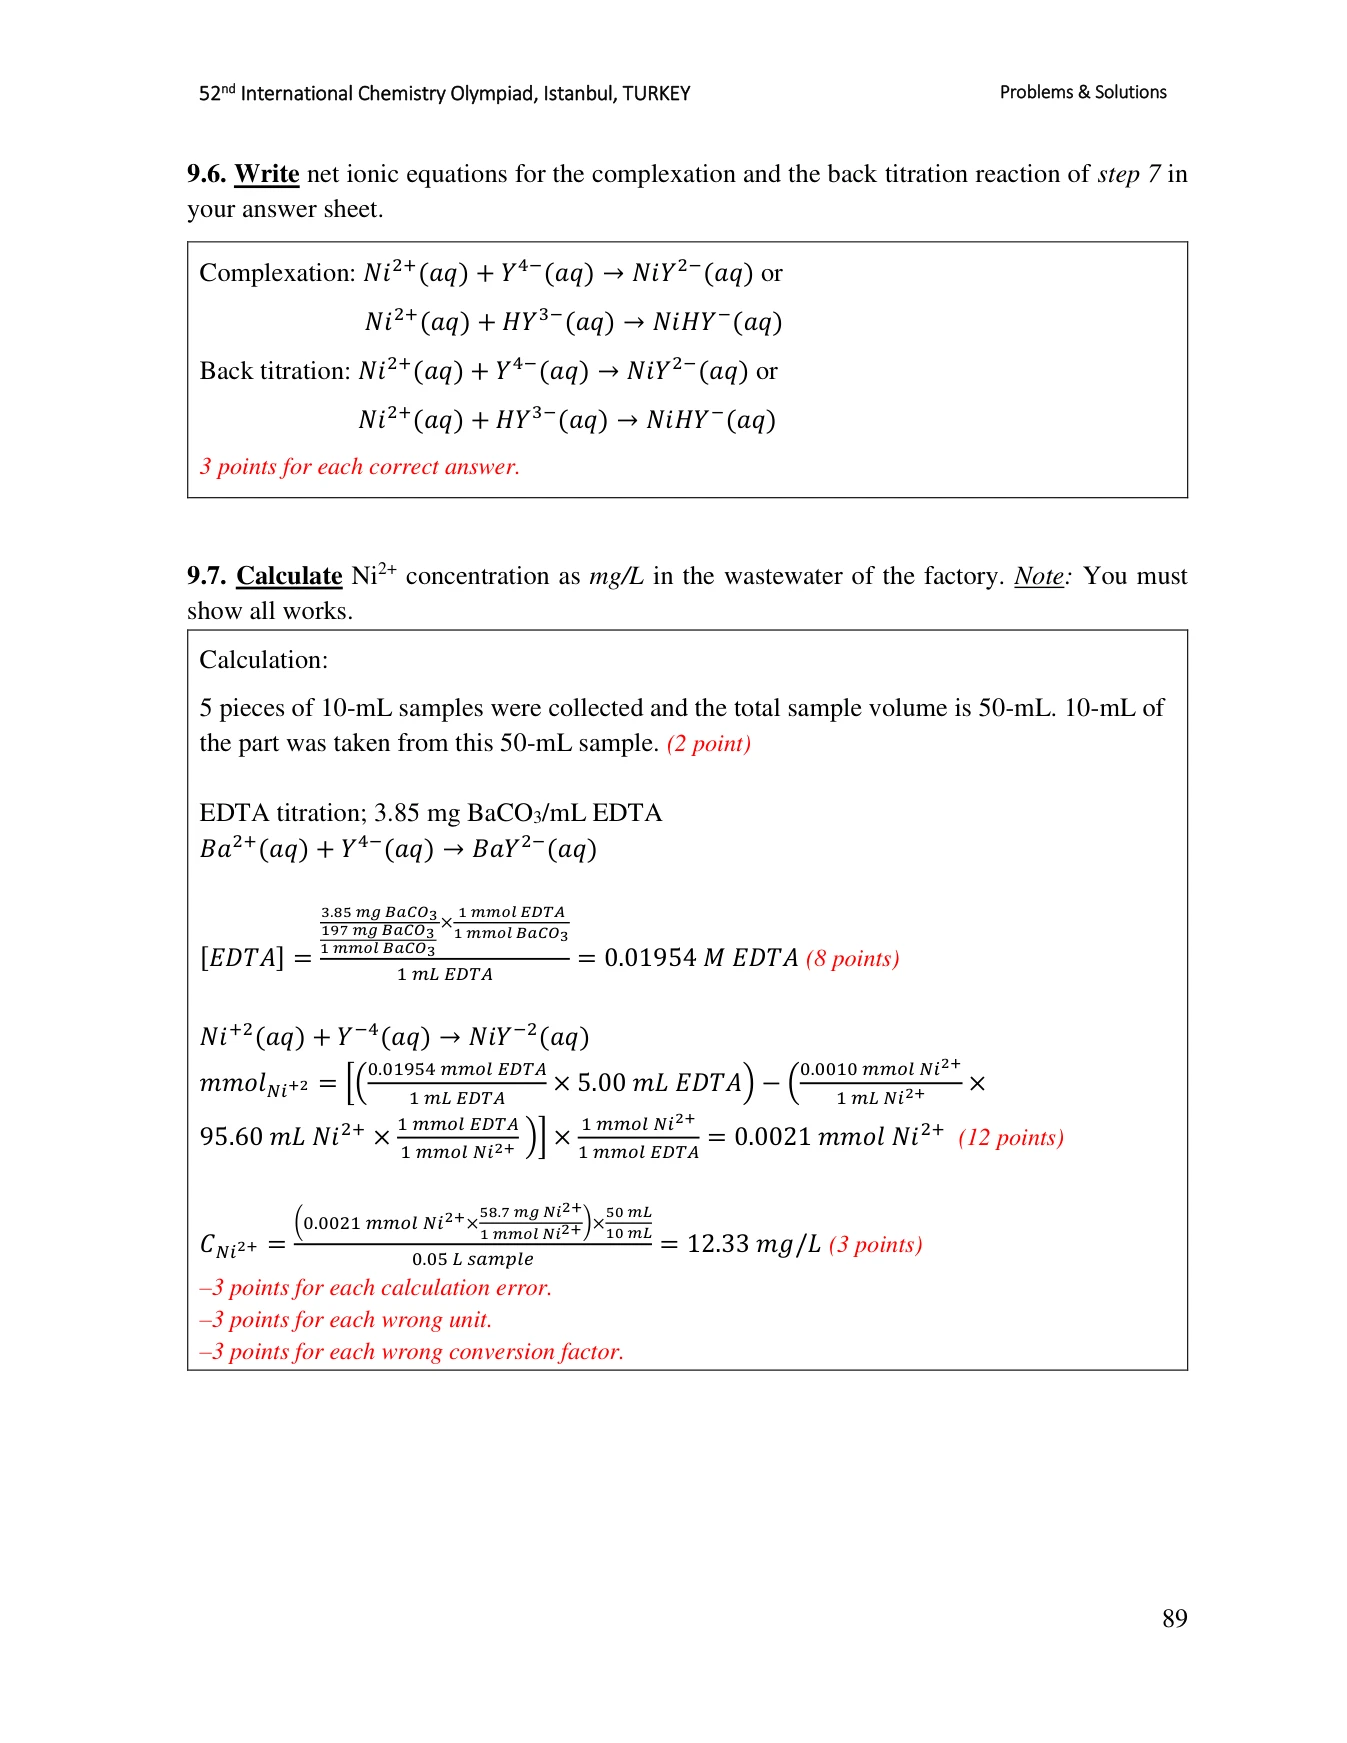 52nd International Chemistry Olympiad, Istanbul, TURKEY Problems & Solutions
9.6. Write net ionic equations for the complexation and the back titration reaction of step 7 in
your answer sheet.
Complexation: Ni²⁺(aq) + Y⁴⁻(aq) → NiY²⁻(aq) or
Ni²⁺(aq) + HY³⁻(aq) → NiHY⁻(aq)
Back titration: Ni²⁺(aq) + Y⁴⁻(aq) → NiY²⁻(aq) or
Ni²⁺(aq) + HY³⁻(aq) → NiHY⁻(aq)
3 points for each correct answer.
9.7. Calculate Ni²⁺ concentration as mg/L in the wastewater of the factory. Note: You must
show all works.
Calculation:
5 pieces of 10-mL samples were collected and the total sample volume is 50-mL. 10-mL of
the part was taken from this 50-mL sample. (2 point)
EDTA titration; 3.85 mg BaCO₃/mL EDTA
Ba²⁺(aq) + Y⁴⁻(aq) → BaY²⁻(aq)
[EDTA] = ((3.85 mg BaCO₃ / (197 mg BaCO₃ / 1 mmol BaCO₃)) × (1 mmol EDTA / 1 mmol BaCO₃)) / (1 mL EDTA) = 0.01954 M EDTA (8 points)
Ni⁺²(aq) + Y⁻⁴(aq) → NiY⁻²(aq)
mmol Ni⁺² = [((0.01954 mmol EDTA / 1 mL EDTA) × 5.00 mL EDTA) − ((0.0010 mmol Ni²⁺ / 1 mL Ni²⁺) ×
95.60 mL Ni²⁺ × (1 mmol EDTA / 1 mmol Ni²⁺))] × (1 mmol Ni²⁺ / 1 mmol EDTA) = 0.0021 mmol Ni²⁺ (12 points)
C Ni²⁺ = ((0.0021 mmol Ni²⁺ × (58.7 mg Ni²⁺ / 1 mmol Ni²⁺)) × (50 mL / 10 mL)) / (0.05 L sample) = 12.33 mg/L (3 points)
–3 points for each calculation error.
–3 points for each wrong unit.
–3 points for each wrong conversion factor.
89